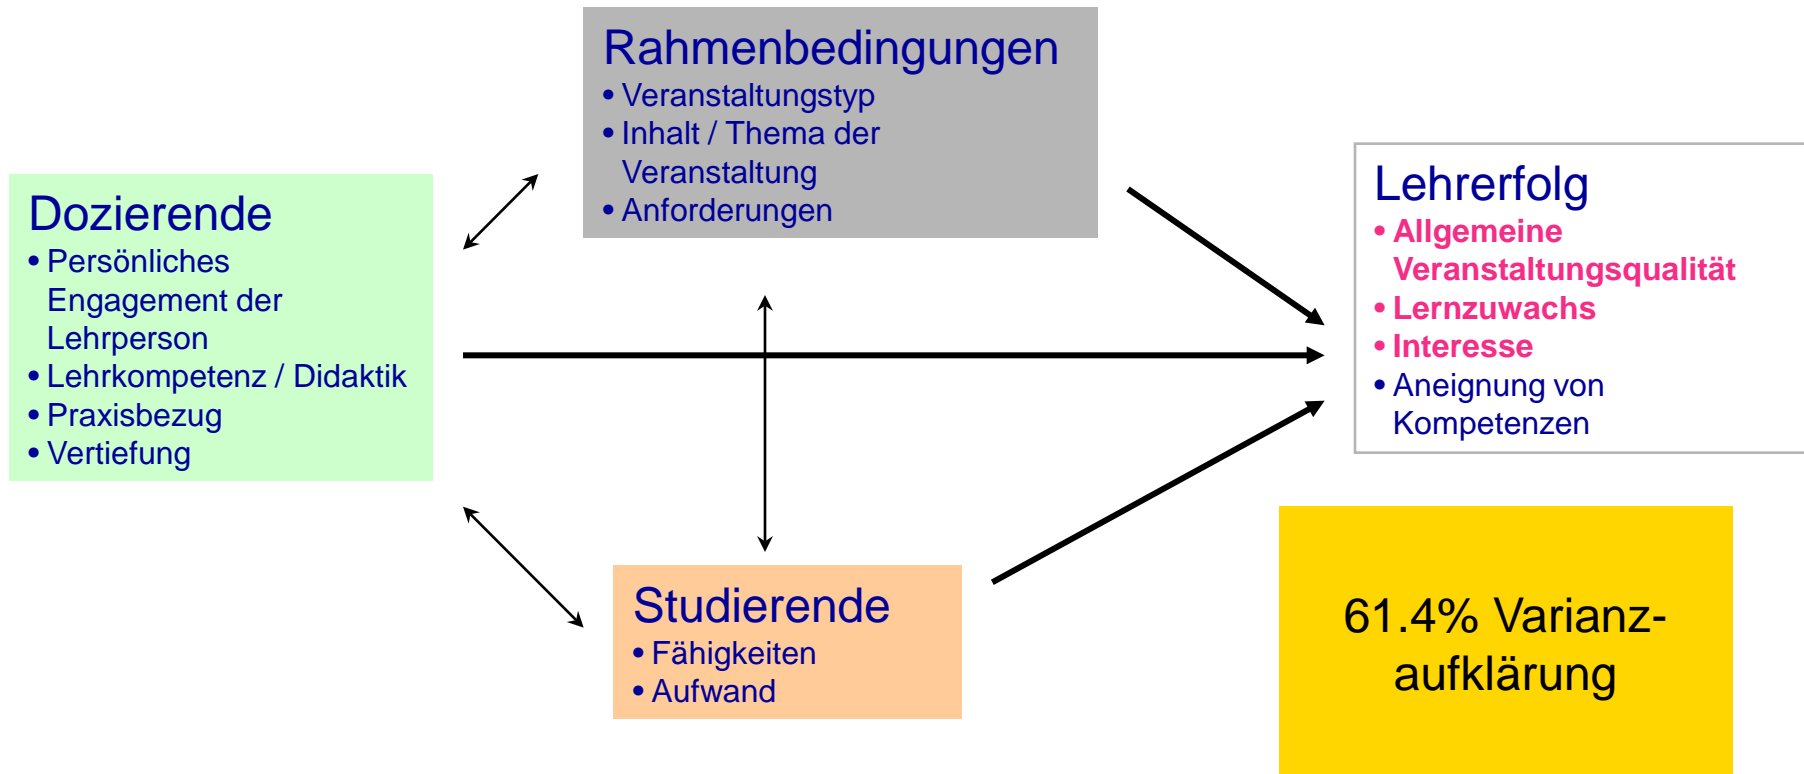 Rahmenbedingungen
• Veranstaltungstyp
• Inhalt / Thema der
Veranstaltung
• Anforderungen
Dozierende
• Persönliches
Engagement der
Lehrperson
• Lehrkompetenz / Didaktik
• Praxisbezug
• Vertiefung
Lehrerfolg
• Allgemeine
Veranstaltungsqualität
• Lernzuwachs
• Interesse
• Aneignung von
Kompetenzen
Studierende
• Fähigkeiten
• Aufwand
61.4% Varianz-
aufklärung